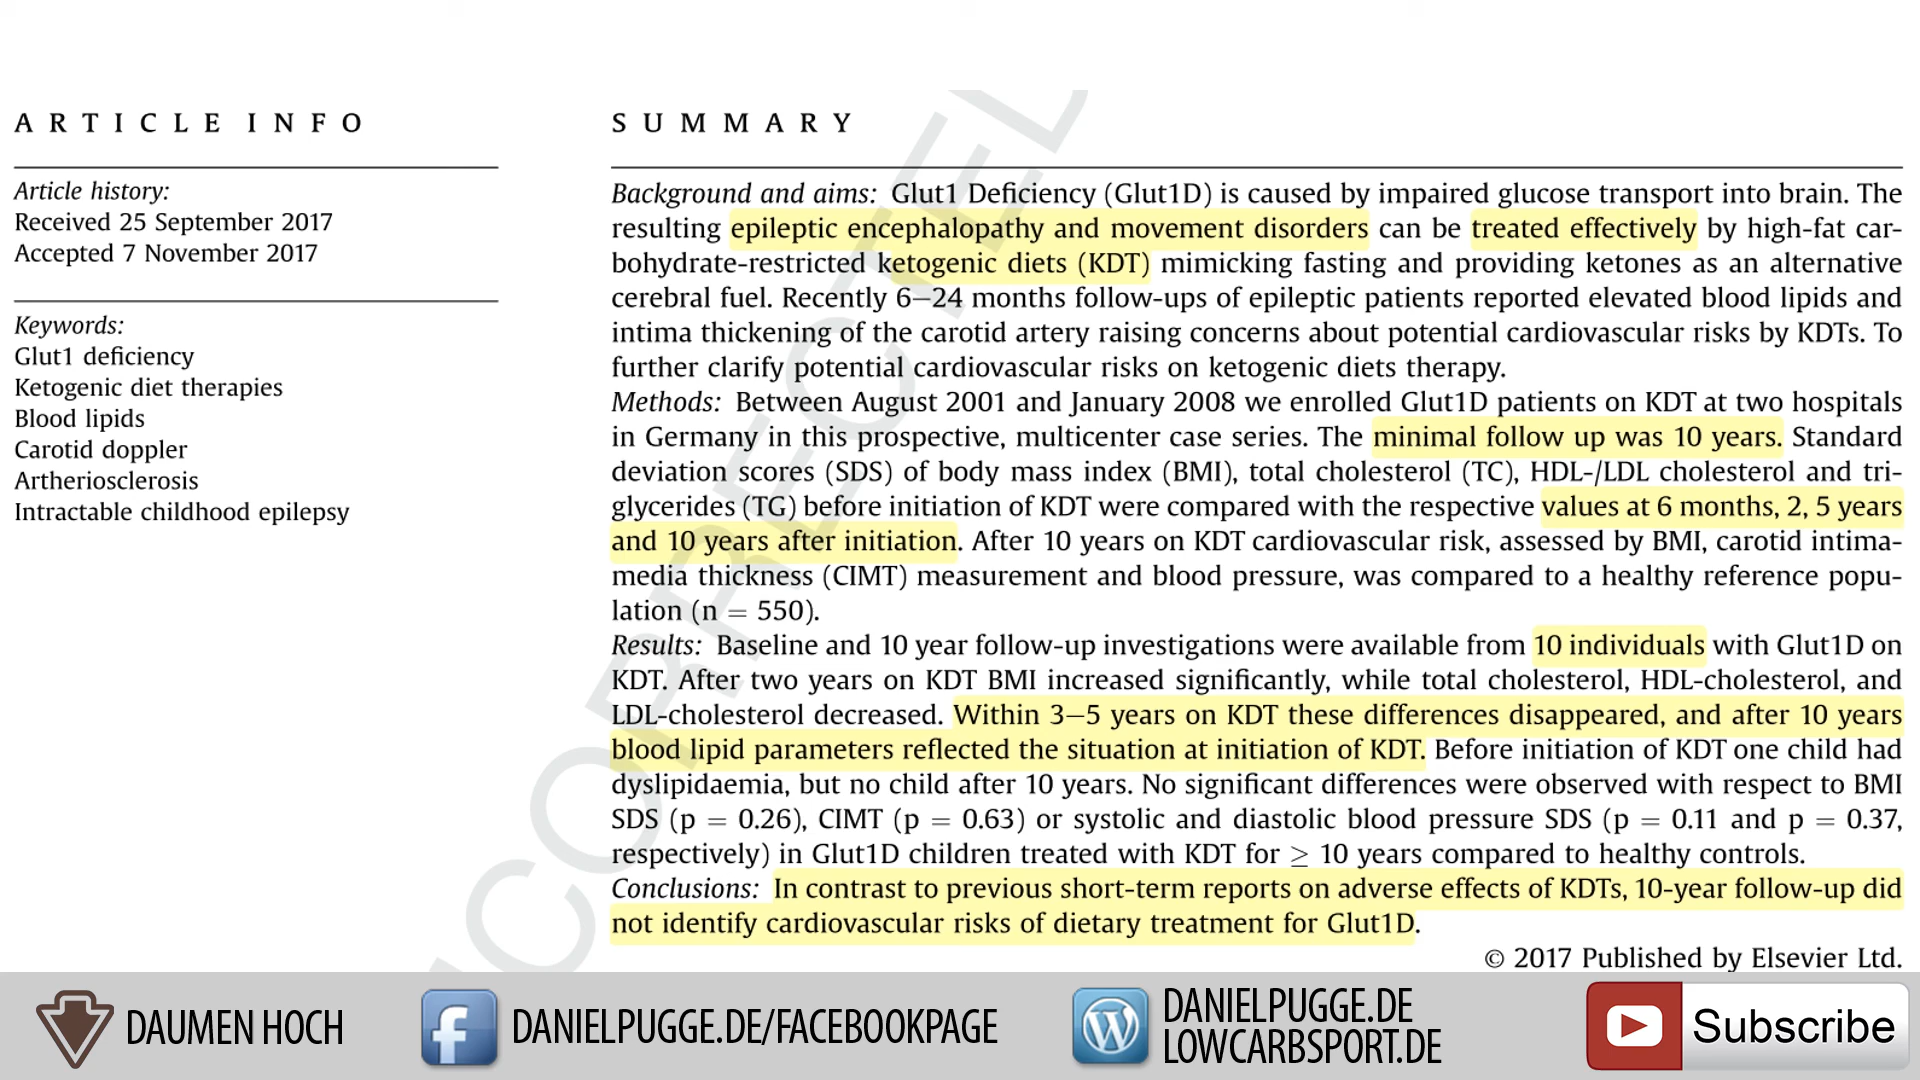 ARTICLE INFO
Article history:
Received 25 September 2017
Accepted 7 November 2017
Keywords:
Glut1 deficiency
Ketogenic diet therapies
Blood lipids
Carotid doppler
Artheriosclerosis
Intractable childhood epilepsy
SUMMARY
Background and aims: Glut1 Deficiency (Glut1D) is caused by impaired glucose transport into brain. The
resulting epileptic encephalopathy and movement disorders can be treated effectively by high-fat car-
bohydrate-restricted ketogenic diets (KDT) mimicking fasting and providing ketones as an alternative
cerebral fuel. Recently 6–24 months follow-ups of epileptic patients reported elevated blood lipids and
intima thickening of the carotid artery raising concerns about potential cardiovascular risks by KDTs. To
further clarify potential cardiovascular risks on ketogenic diets therapy.
Methods: Between August 2001 and January 2008 we enrolled Glut1D patients on KDT at two hospitals
in Germany in this prospective, multicenter case series. The minimal follow up was 10 years. Standard
deviation scores (SDS) of body mass index (BMI), total cholesterol (TC), HDL-/LDL cholesterol and tri-
glycerides (TG) before initiation of KDT were compared with the respective values at 6 months, 2, 5 years
and 10 years after initiation. After 10 years on KDT cardiovascular risk, assessed by BMI, carotid intima-
media thickness (CIMT) measurement and blood pressure, was compared to a healthy reference popu-
lation (n = 550).
Results: Baseline and 10 year follow-up investigations were available from 10 individuals with Glut1D on
KDT. After two years on KDT BMI increased significantly, while total cholesterol, HDL-cholesterol, and
LDL-cholesterol decreased. Within 3–5 years on KDT these differences disappeared, and after 10 years
blood lipid parameters reflected the situation at initiation of KDT. Before initiation of KDT one child had
dyslipidaemia, but no child after 10 years. No significant differences were observed with respect to BMI
SDS (p = 0.26), CIMT (p = 0.63) or systolic and diastolic blood pressure SDS (p = 0.11 and p = 0.37,
respectively) in Glut1D children treated with KDT for ≥ 10 years compared to healthy controls.
Conclusions: In contrast to previous short-term reports on adverse effects of KDTs, 10-year follow-up did
not identify cardiovascular risks of dietary treatment for Glut1D.
© 2017 Published by Elsevier Ltd.
DAUMEN HOCH
DANIELPUGGE.DE/FACEBOOKPAGE
DANIELPUGGE.DE
LOWCARBSPORT.DE
Subscribe